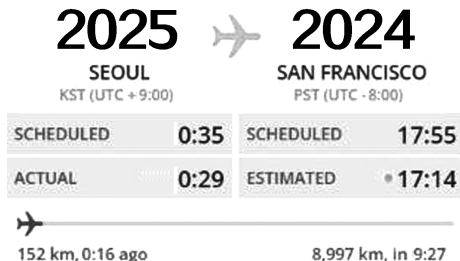 2025 2024
SEOUL SAN FRANCISCO
KST (UTC +9:00) PST (UTC -8:00)
SCHEDULED 0:35 SCHEDULED 17:55
ACTUAL 0:29 ESTIMATED 17:14
152 km, 0:16 ago 8,997 km, in 9:27